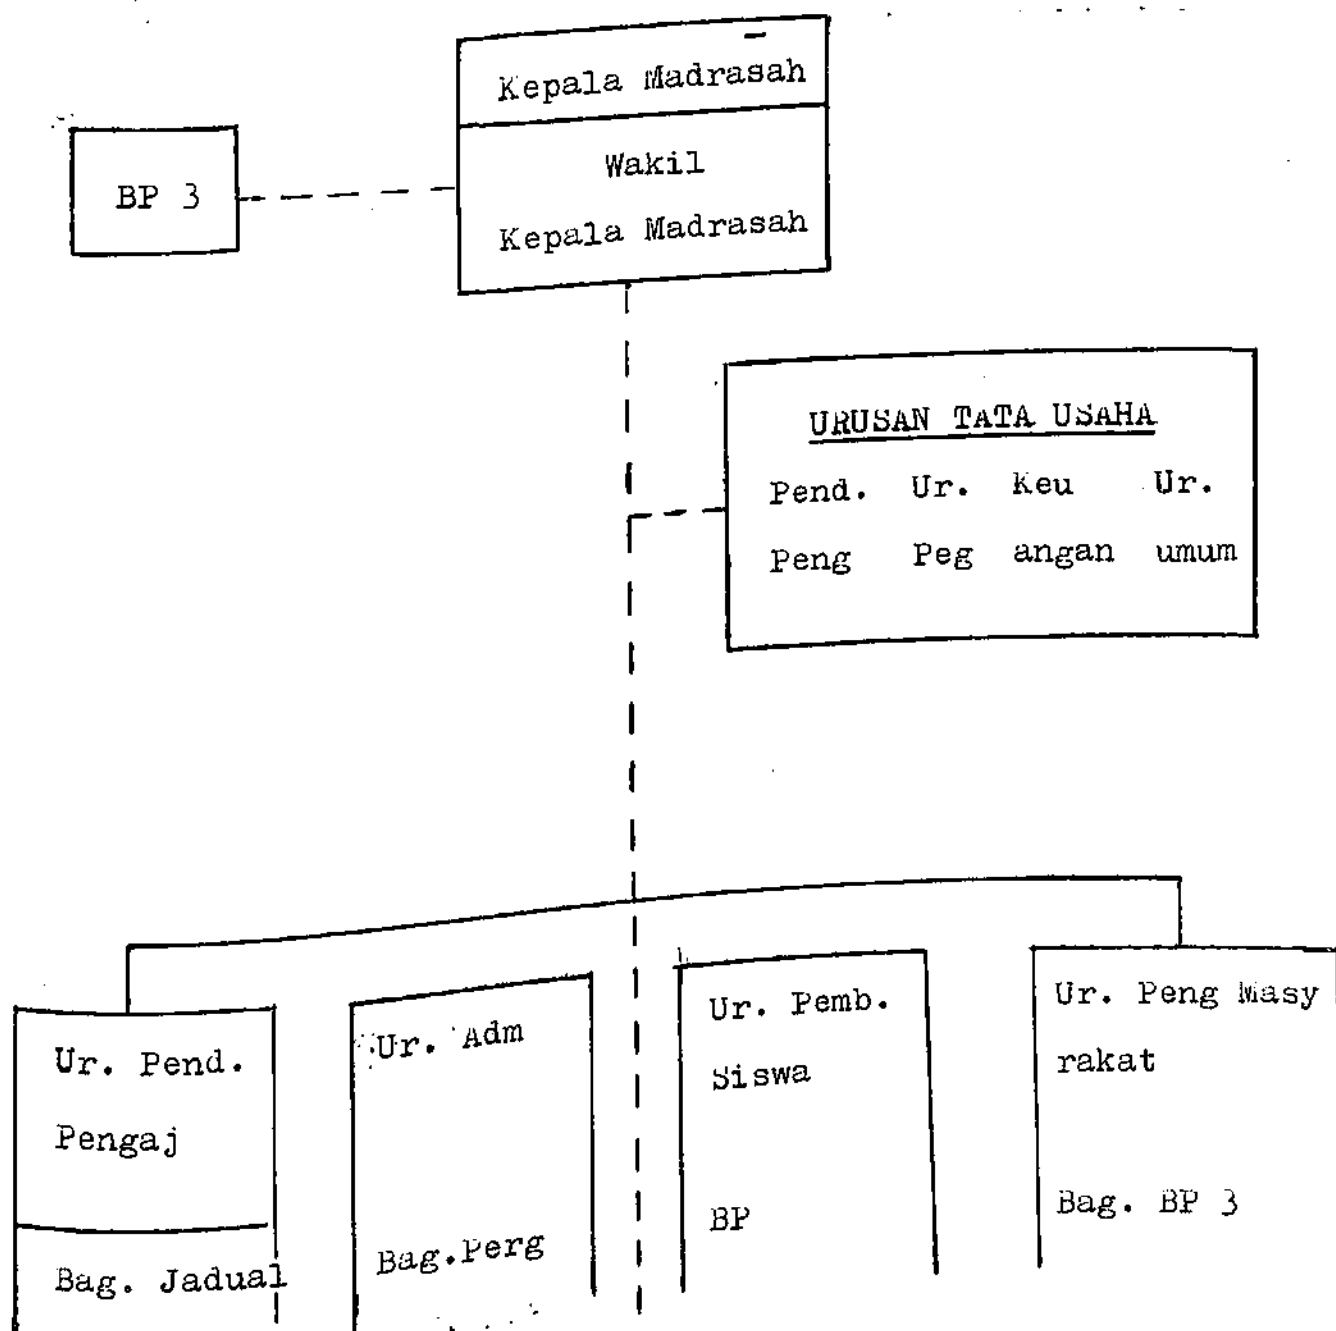 Kepala Madrasah
BP 3
Wakil
Kepala Madrasah
URUSAN TATA USAHA
Pend. Ur. Keu Ur.
Peng Peg angan umum
Ur. Pend.
Pengaj
Bag. Jadual
Ur. Adm
Bag.Perg
Ur. Pemb.
Siswa
BP
Ur. Peng Masy
rakat
Bag. BP 3